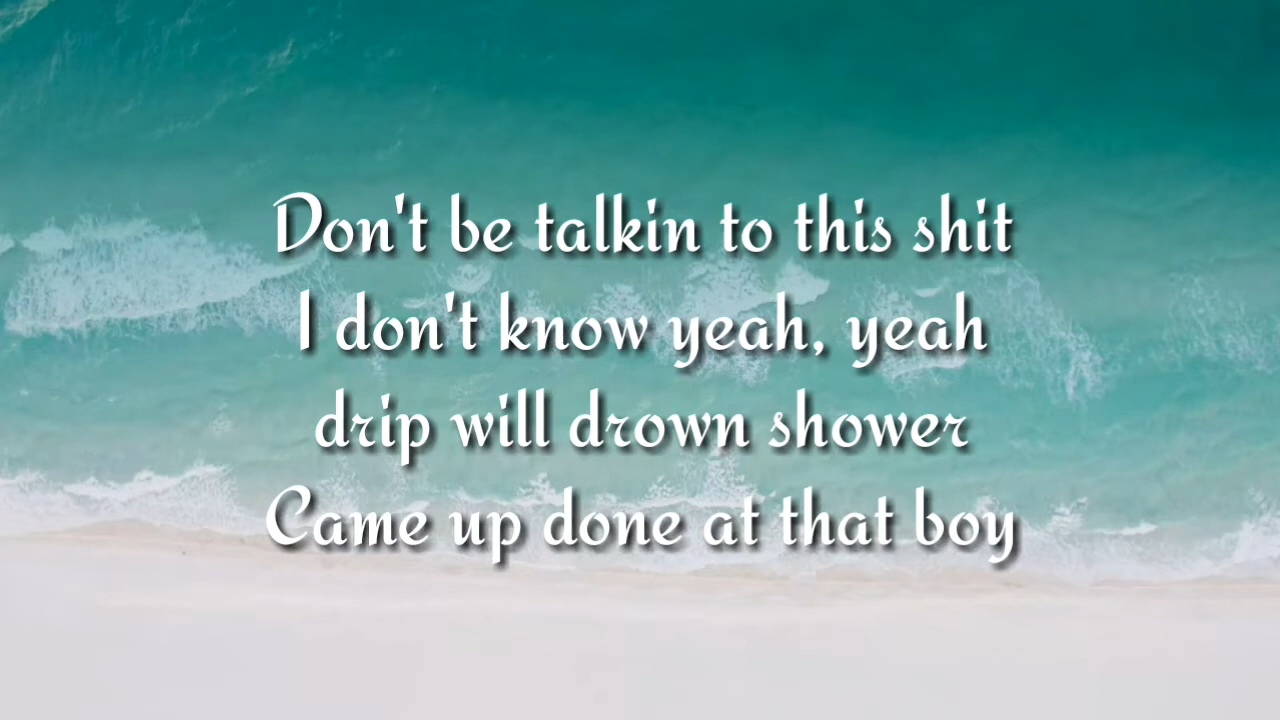 Don't be talkin to this shit
I don't know yeah, yeah
drip will drown shower
Came up done at that boy